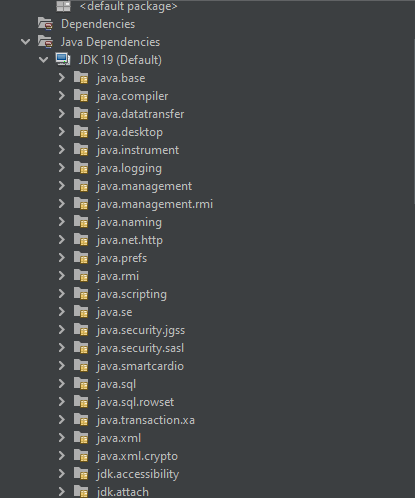 <default package>
Dependencies
Java Dependencies
JDK 19 (Default)
java.base
java.compiler
java.datatransfer
java.desktop
java.instrument
java.logging
java.management
java.management.rmi
java.naming
java.net.http
java.prefs
java.rmi
java.scripting
java.se
java.security.jgss
java.security.sasl
java.smartcardio
java.sql
java.sql.rowset
java.transaction.xa
java.xml
java.xml.crypto
jdk.accessibility
jdk.attach